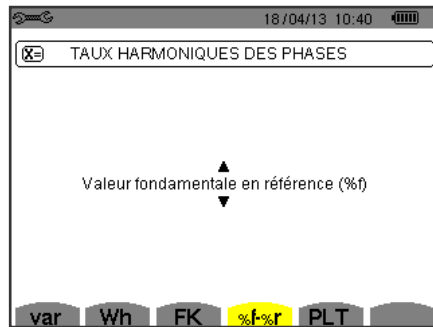 18/04/13 10:40
X= TAUX HARMONIQUES DES PHASES
Valeur fondamentale en référence (%f)
var Wh FK %f-%r PLT